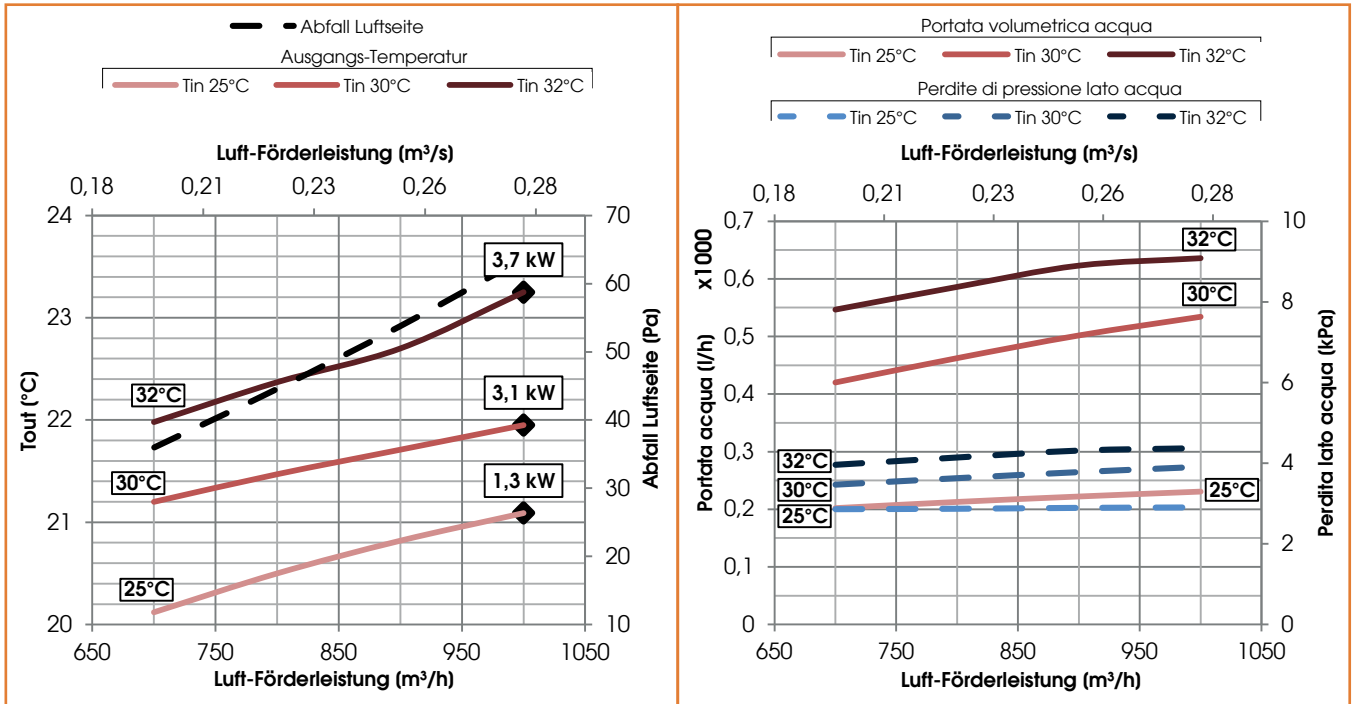 Abfall Luftseite
Ausgangs-Temperatur
Tin 25°C Tin 30°C Tin 32°C
Luft-Förderleistung (m³/s)
0,18 0,21 0,23 0,26 0,28
24 70
60
23
50
22 40
30
21
20
20 10
Tout (°C)
Abfall Luftseite (Pa)
3,7 kW
32°C
3,1 kW
30°C
1,3 kW
25°C
650 750 850 950 1050
Luft-Förderleistung (m³/h)
Portata volumetrica acqua
Tin 25°C Tin 30°C Tin 32°C
Perdite di pressione lato acqua
Tin 25°C Tin 30°C Tin 32°C
Luft-Förderleistung (m³/s)
0,18 0,21 0,23 0,26 0,28
0,7 10
0,6
8
0,5
0,4 6
0,3
4
0,2
2
0,1
0 0
x1000
Portata acqua (l/h)
Perdita lato acqua (kPa)
32°C
30°C
32°C
30°C
25°C
25°C
650 750 850 950 1050
Luft-Förderleistung (m³/h)